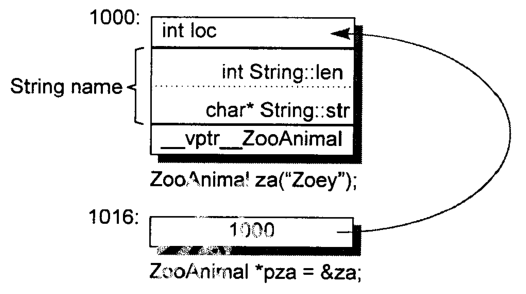 1000:
int loc
String name
int String::len
char* String::str
__vptr__ZooAnimal
ZooAnimal za("Zoey");
1016:
1000
ZooAnimal *pza = &za;